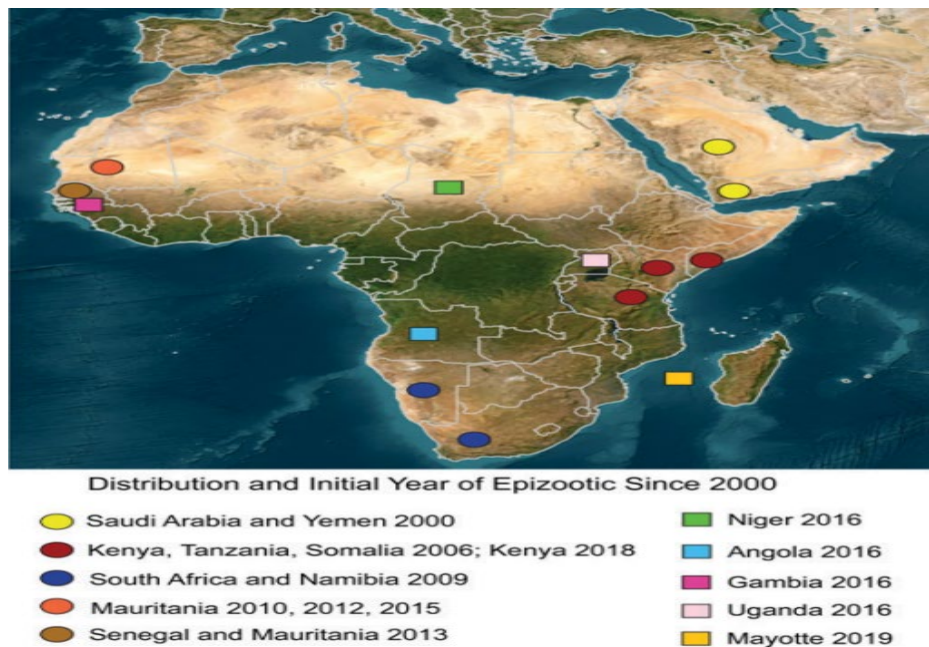 Distribution and Initial Year of Epizootic Since 2000
Saudi Arabia and Yemen 2000
Kenya, Tanzania, Somalia 2006; Kenya 2018
South Africa and Namibia 2009
Mauritania 2010, 2012, 2015
Senegal and Mauritania 2013
Niger 2016
Angola 2016
Gambia 2016
Uganda 2016
Mayotte 2019